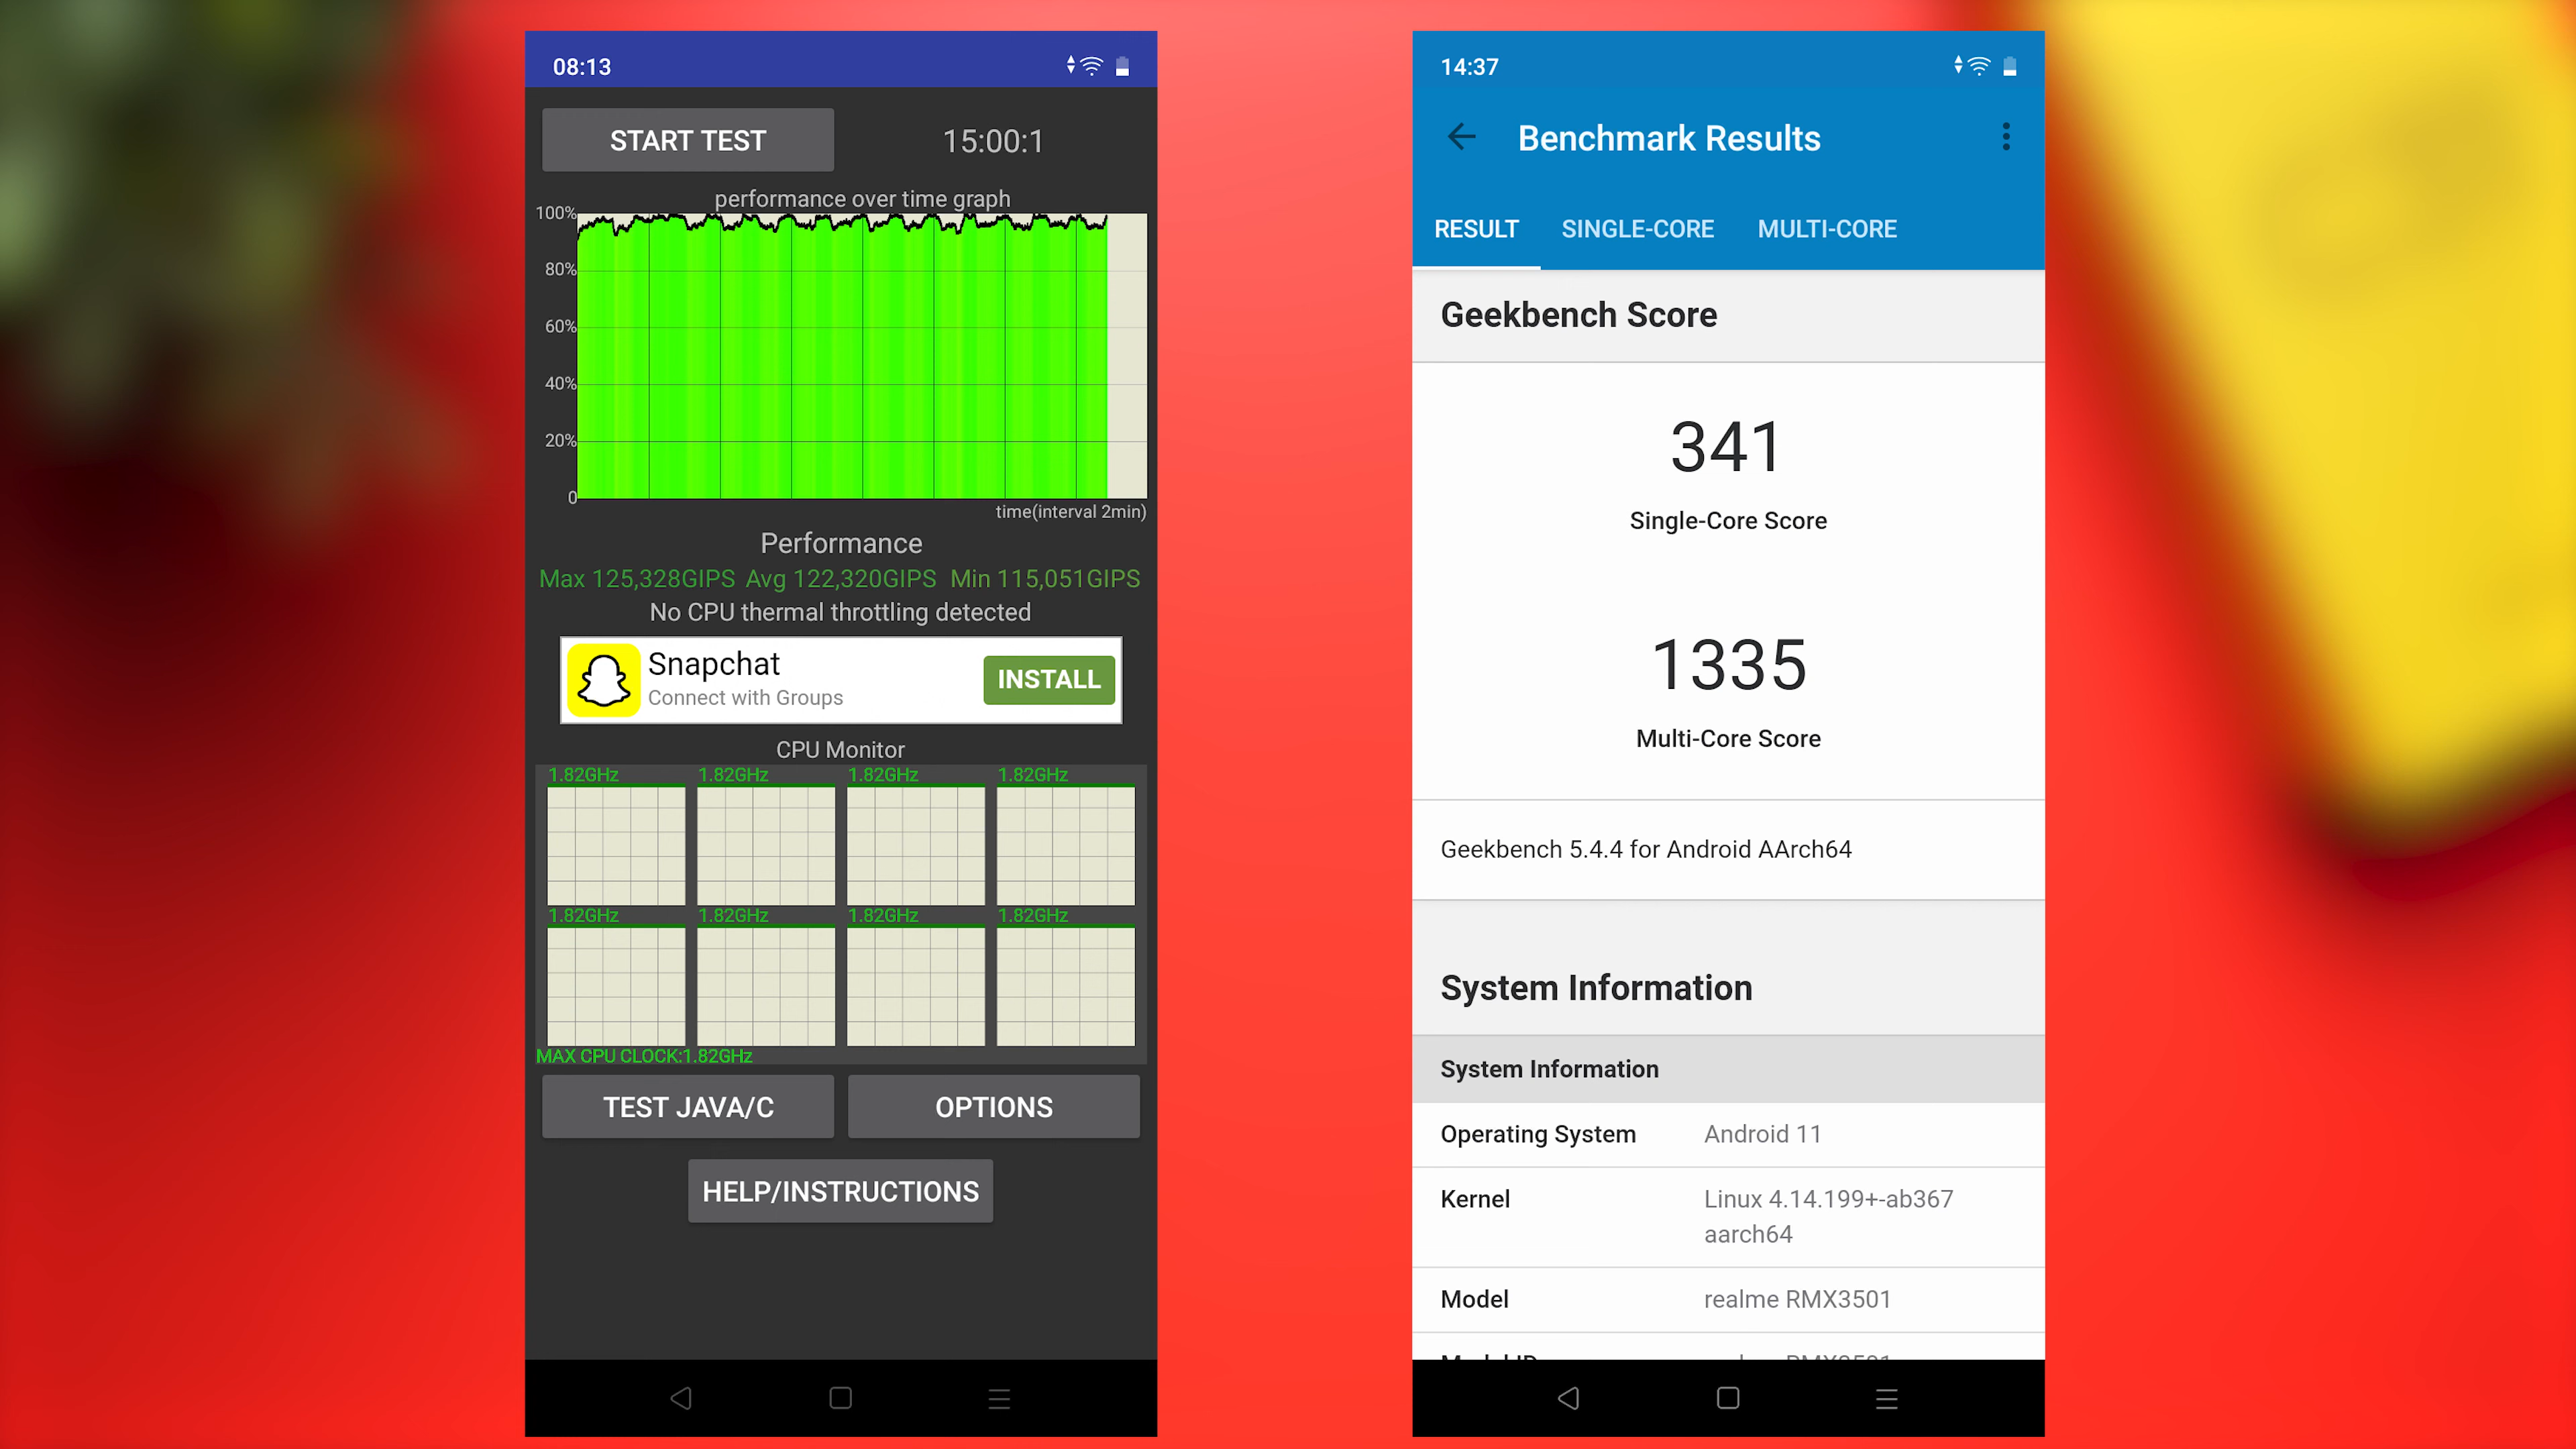 08:13
START TEST
15:00:1
performance over time graph
100%
80%
60%
40%
20%
0
time(interval 2min)
Performance
Max 125,328GIPS Avg 122,320GIPS Min 115,051GIPS
No CPU thermal throttling detected
Snapchat
Connect with Groups
INSTALL
CPU Monitor
1.82GHz 1.82GHz 1.82GHz 1.82GHz
1.82GHz 1.82GHz 1.82GHz 1.82GHz
MAX CPU CLOCK:1.82GHz
TEST JAVA/C
OPTIONS
HELP/INSTRUCTIONS
14:37
Benchmark Results
RESULT SINGLE-CORE MULTI-CORE
Geekbench Score
341
Single-Core Score
1335
Multi-Core Score
Geekbench 5.4.4 for Android AArch64
System Information
System Information
Operating System Android 11
Kernel Linux 4.14.199+-ab367
aarch64
Model realme RMX3501